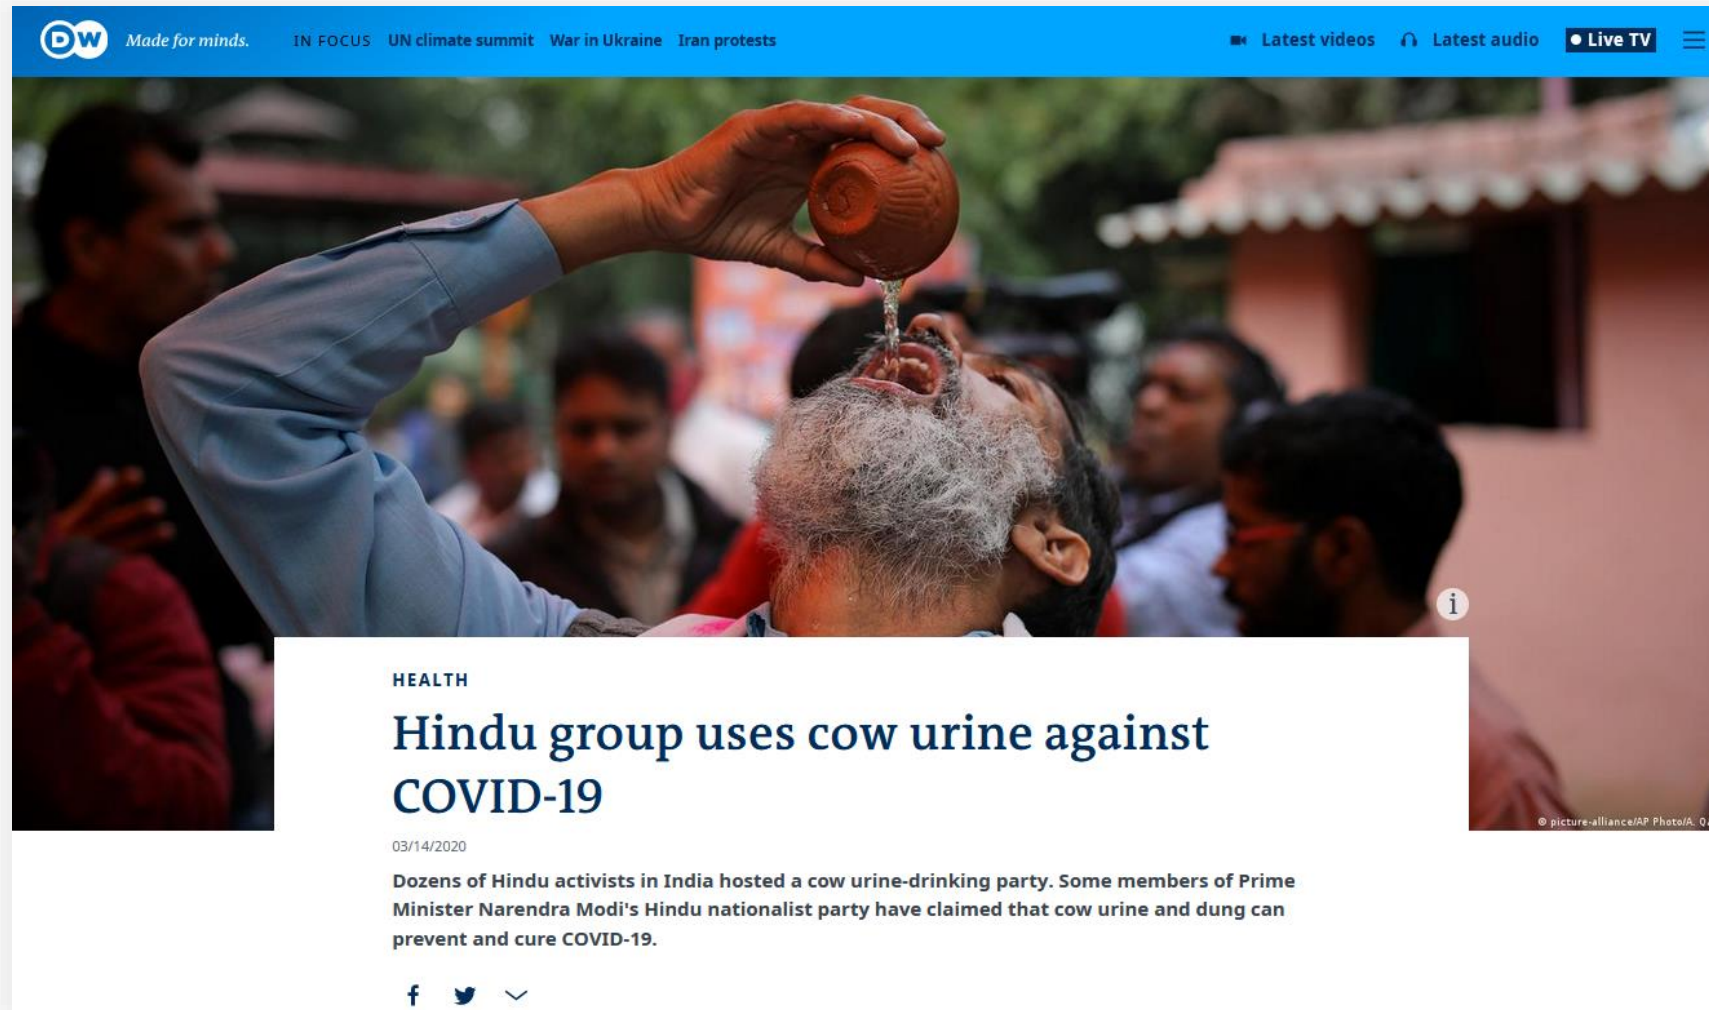 DW Made for minds. IN FOCUS UN climate summit War in Ukraine Iran protests Latest videos Latest audio Live TV
i
HEALTH
Hindu group uses cow urine against
COVID-19
© picture-alliance/AP Photo/A.
03/14/2020
Dozens of Hindu activists in India hosted a cow urine-drinking party. Some members of Prime
Minister Narendra Modi's Hindu nationalist party have claimed that cow urine and dung can
prevent and cure COVID-19.